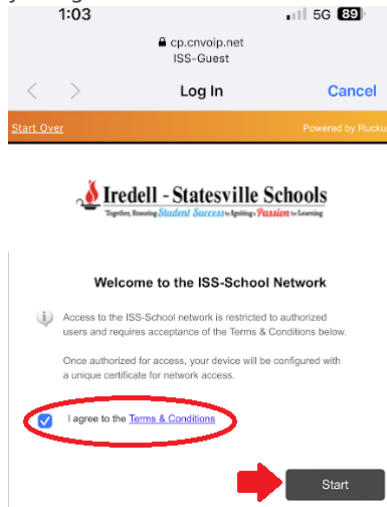 1:03 5G 89
cp.cnvoip.net
ISS-Guest
Log In Cancel
Start Over Powered by Rucku
Iredell - Statesville Schools
Together, Ensuring Student Success by Igniting a Passion for Learning
Welcome to the ISS-School Network
Access to the ISS-School network is restricted to authorized
users and requires acceptance of the Terms & Conditions below.
Once authorized for access, your device will be configured with
a unique certificate for network access.
I agree to the Terms & Conditions
Start